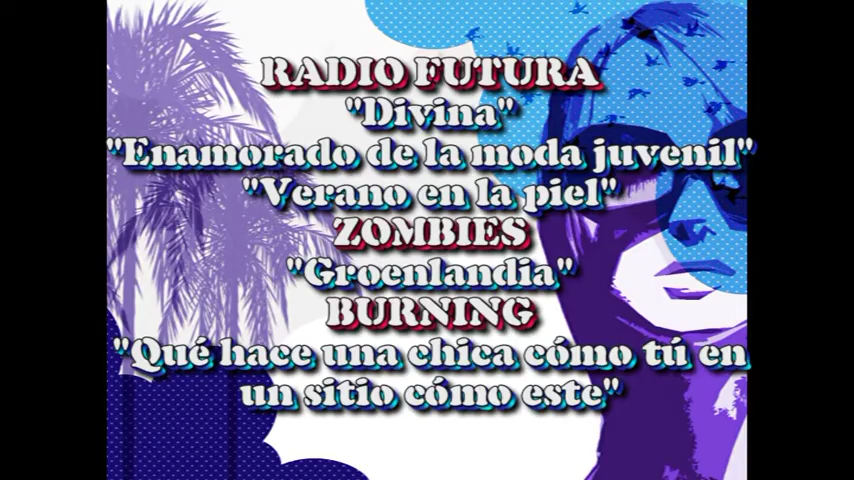 RADIO FUTURA
"Divina"
"Enamorado de la moda juvenil"
"Verano en la piel"
ZOMBIES
"Groenlandia"
BURNING
"Qué hace una chica cómo tú en
un sitio cómo este"